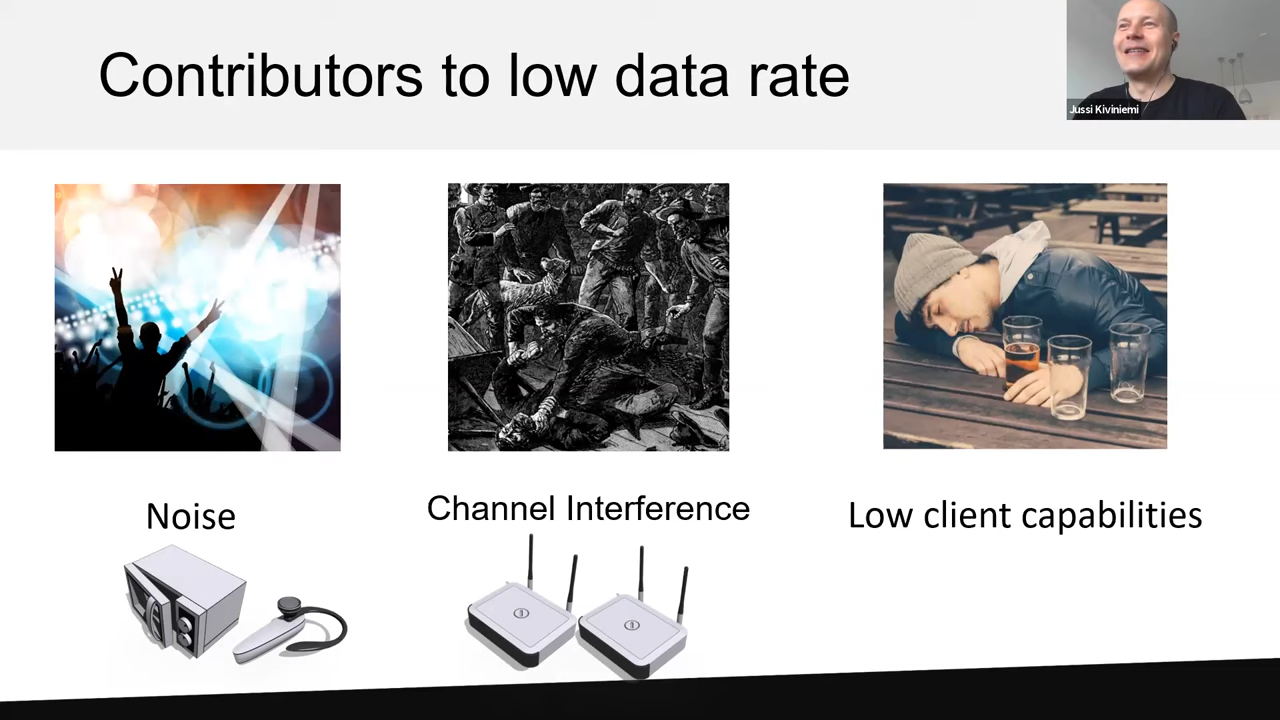 Contributors to low data rate
Jussi Kiviniemi
Noise
Channel Interference
Low client capabilities